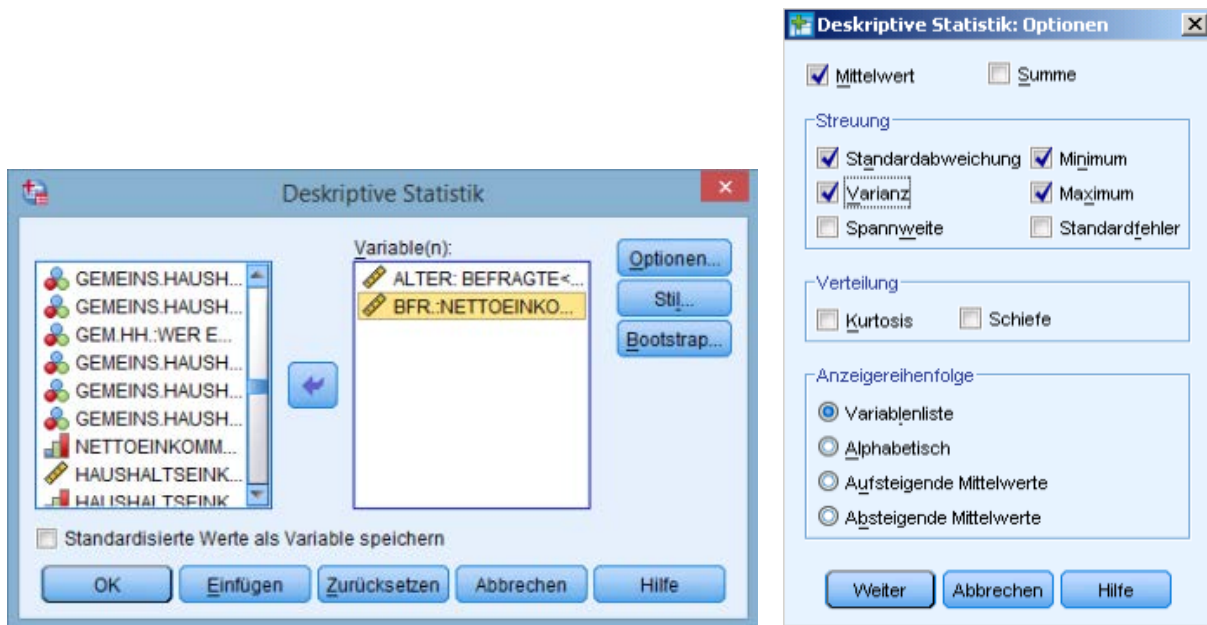 Deskriptive Statistik
Variable(n):
GEMEINS.HAUSH...
GEMEINS.HAUSH...
GEM.HH.:WER E...
GEMEINS.HAUSH...
GEMEINS.HAUSH...
GEMEINS.HAUSH...
NETTOEINKOMM...
HAUSHALTSEINK...
HAUSHALTSEINK
ALTER: BEFRAGTE<...
BFR.:NETTOEINKO...
Optionen...
Stil...
Bootstrap...
Standardisierte Werte als Variable speichern
OK Einfügen Zurücksetzen Abbrechen Hilfe
Deskriptive Statistik: Optionen
Mittelwert Summe
Streuung
Standardabweichung Minimum
Varianz Maximum
Spannweite Standardfehler
Verteilung
Kurtosis Schiefe
Anzeigereihenfolge
Variablenliste
Alphabetisch
Aufsteigende Mittelwerte
Absteigende Mittelwerte
Weiter Abbrechen Hilfe